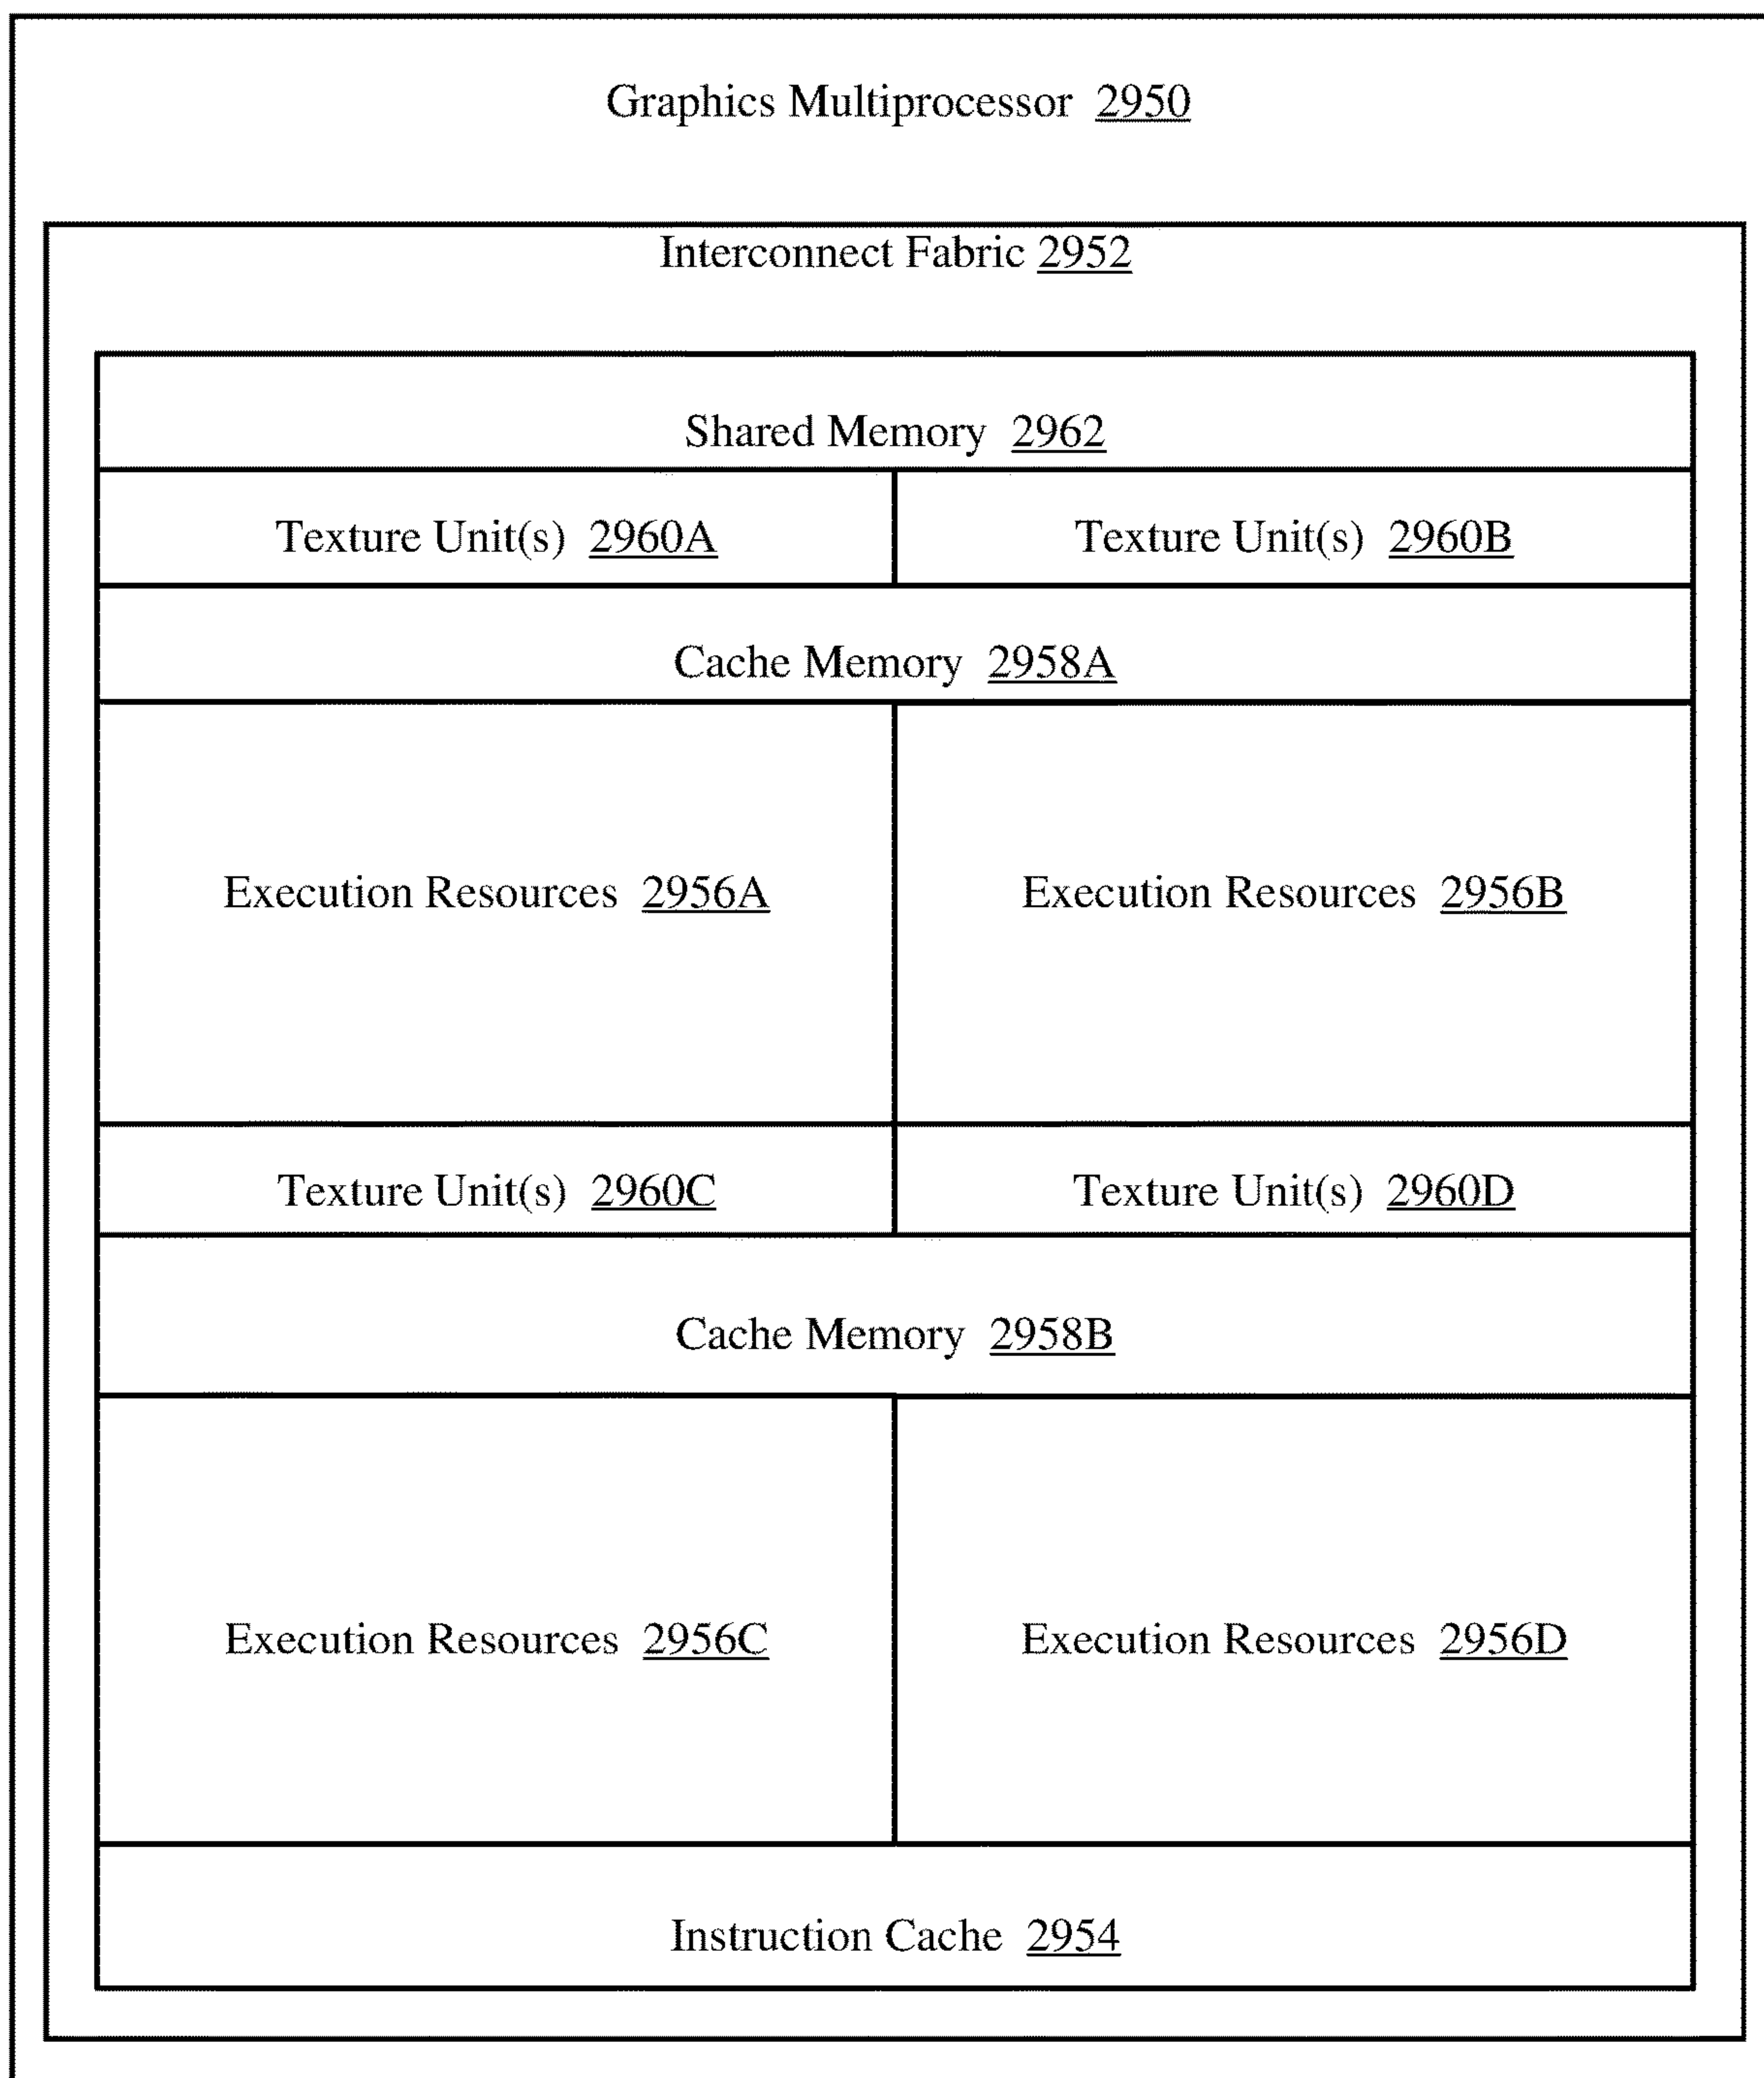 Graphics Multiprocessor 2950
Interconnect Fabric 2952
Shared Memory 2962
Texture Unit(s) 2960A
Texture Unit(s) 2960B
Cache Memory 2958A
Execution Resources 2956A
Execution Resources 2956B
Texture Unit(s) 2960C
Texture Unit(s) 2960D
Cache Memory 2958B
Execution Resources 2956C
Execution Resources 2956D
Instruction Cache 2954